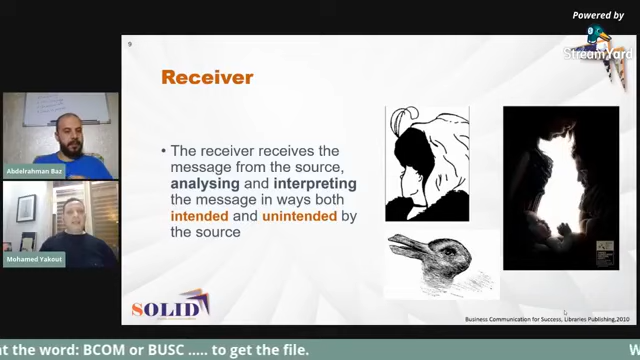 Powered by
StreamYard
9
Receiver
• The receiver receives the
message from the source,
analysing and interpreting
the message in ways both
intended and unintended by
the source
Abdelrahman Baz
Mohamed Yakout
SOLID
Business Communication for Success, Libraries Publishing,2010
at the word: BCOM or BUSC ..... to get the file.
W